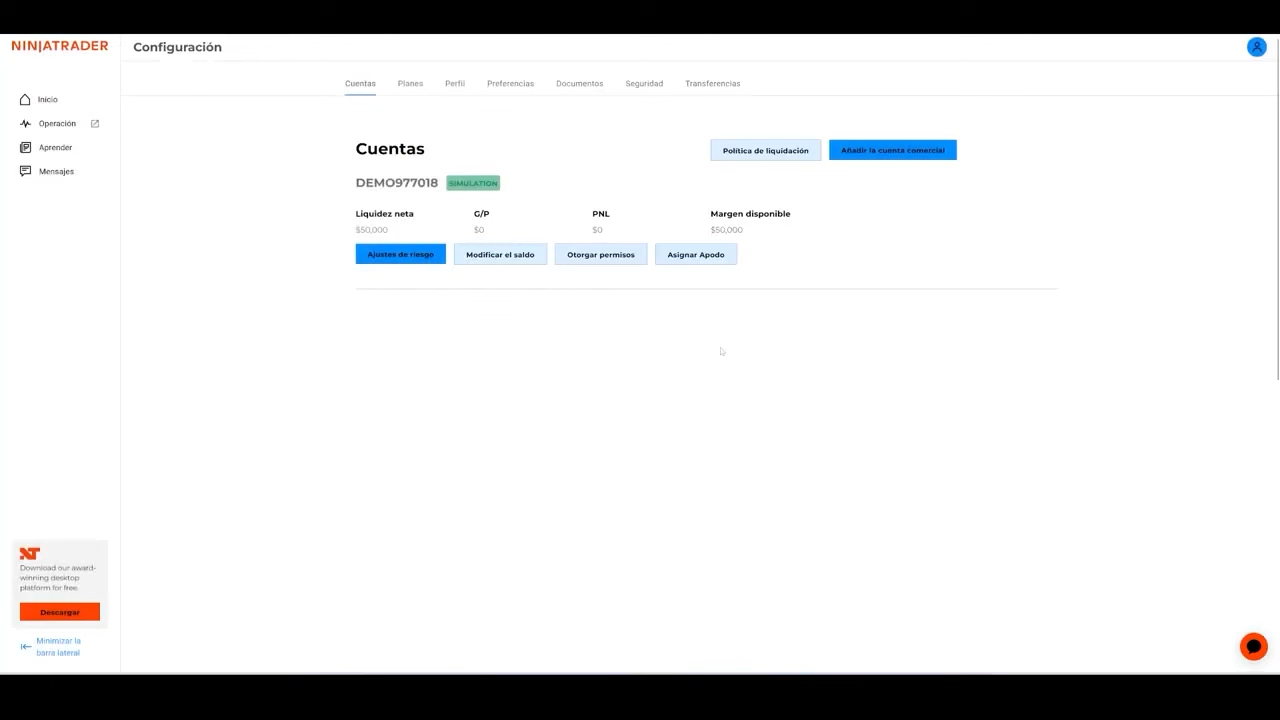 NINJATRADER
Configuración
Inicio
Operación
Aprender
Mensajes
Cuentas
Planes
Perfil
Preferencias
Documentos
Seguridad
Transferencias
Cuentas
Política de liquidación
Añadir la cuenta comercial
DEMO977018
SIMULATION
Liquidez neta
G/P
PNL
Margen disponible
$50,000
$0
$0
$50,000
Ajustes de riesgo
Modificar el saldo
Otorgar permisos
Asignar Apodo
Download our award-
winning desktop
platform for free.
Descargar
Minimizar la
barra lateral